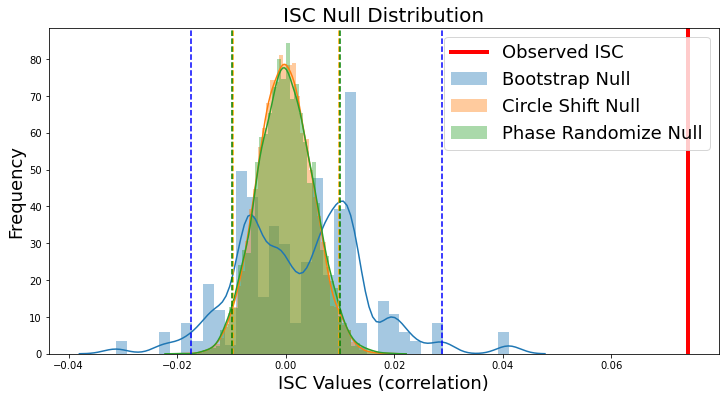 ISC Null Distribution
Frequency
80
70
60
50
40
30
20
10
0
Observed ISC
Bootstrap Null
Circle Shift Null
Phase Randomize Null
−0.04
−0.02
0.00
0.02
0.04
0.06
ISC Values (correlation)